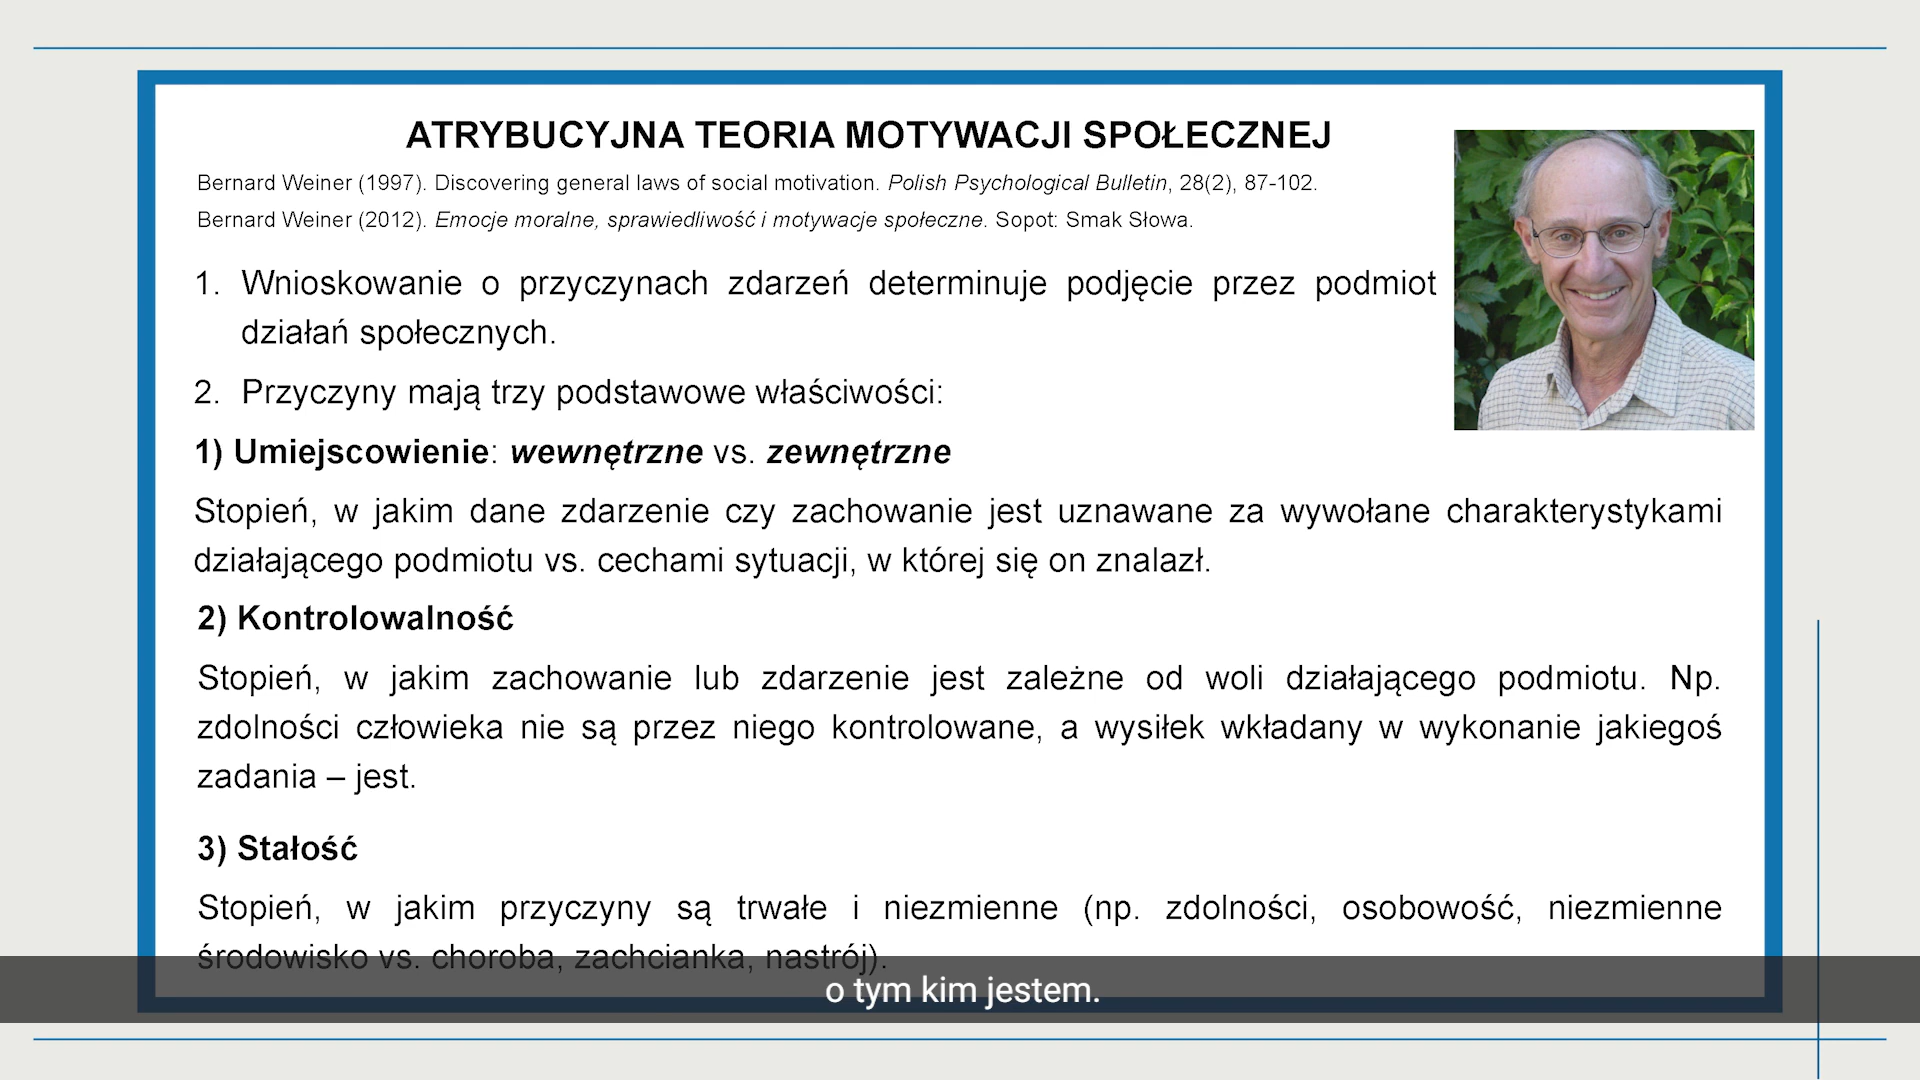 ATRYBUCYJNA TEORIA MOTYWACJI SPOŁECZNEJ
Bernard Weiner (1997). Discovering general laws of social motivation. Polish Psychological Bulletin, 28(2), 87-102.
Bernard Weiner (2012). Emocje moralne, sprawiedliwość i motywacje społeczne. Sopot: Smak Słowa.
1. Wnioskowanie o przyczynach zdarzeń determinuje podjęcie przez podmiot
działań społecznych.
2. Przyczyny mają trzy podstawowe właściwości:
1) Umiejscowienie: wewnętrzne vs. zewnętrzne
Stopień, w jakim dane zdarzenie czy zachowanie jest uznawane za wywołane charakterystykami
działającego podmiotu vs. cechami sytuacji, w której się on znalazł.
2) Kontrolowalność
Stopień, w jakim zachowanie lub zdarzenie jest zależne od woli działającego podmiotu. Np.
zdolności człowieka nie są przez niego kontrolowane, a wysiłek wkładany w wykonanie jakiegoś
zadania – jest.
3) Stałość
Stopień, w jakim przyczyny są trwałe i niezmienne (np. zdolności, osobowość, niezmienne
środowisko vs. choroba, zachcianka, nastrój).
o tym kim jestem.